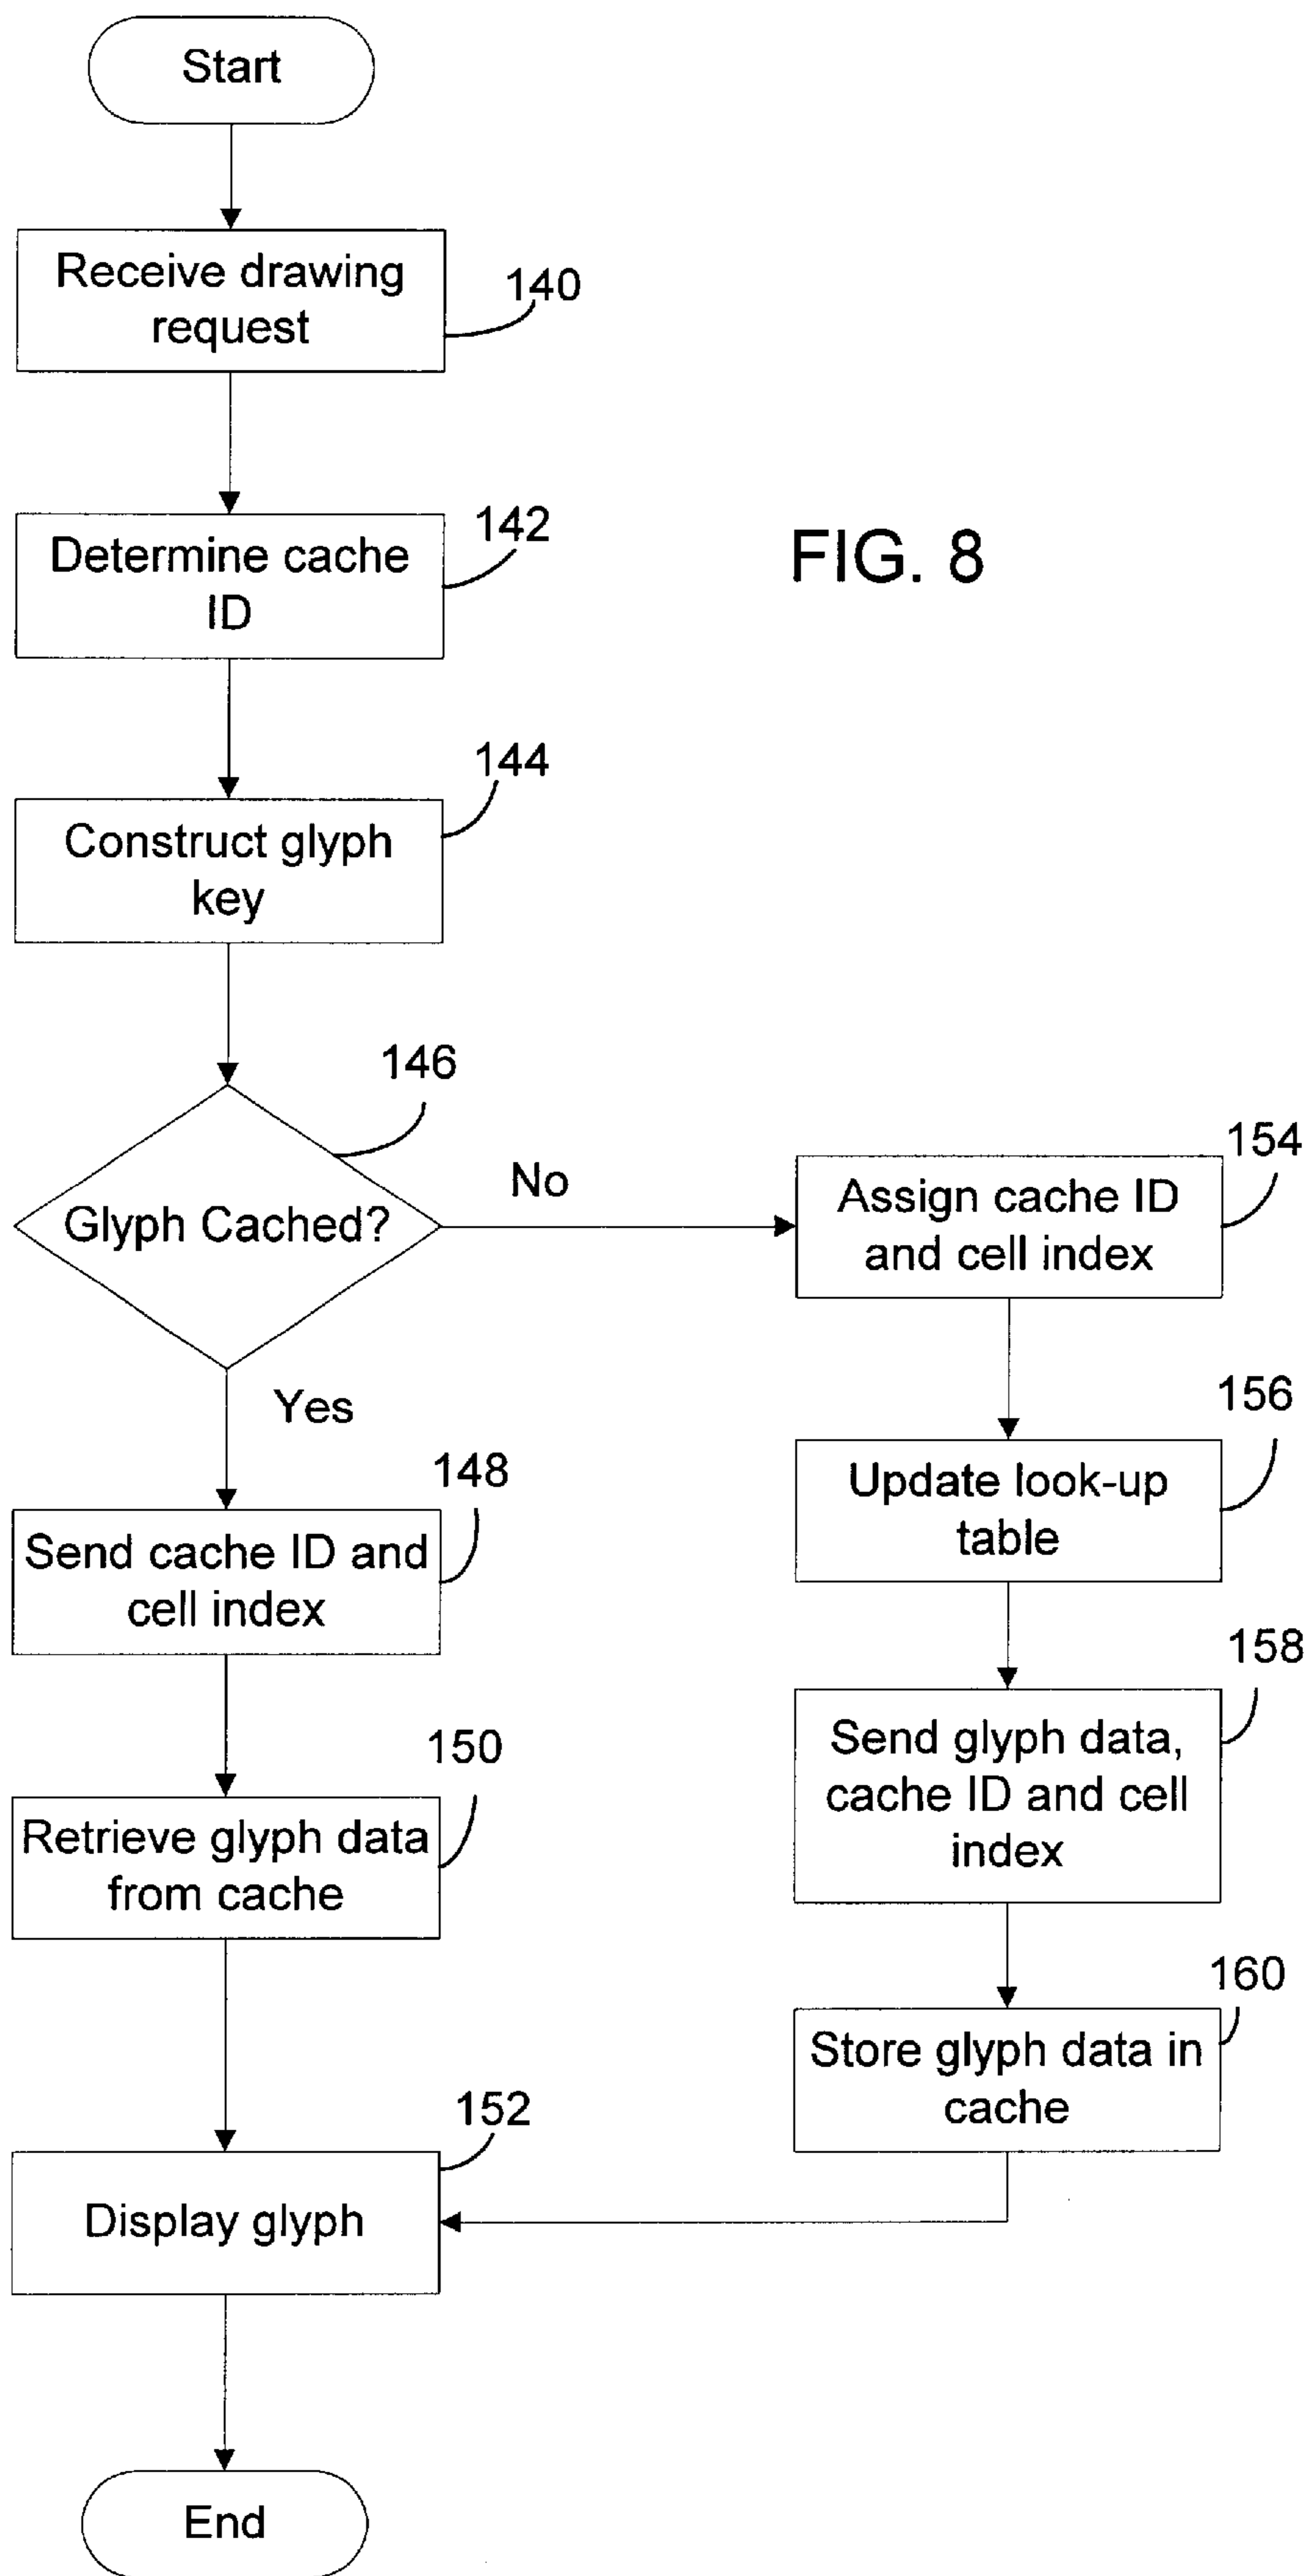 Start
Receive drawing
request
140
Determine cache
ID
142
FIG. 8
Construct glyph
key
144
Glyph Cached?
146
No
Yes
Assign cache ID
and cell index
154
Update look-up
table
156
Send cache ID and
cell index
148
Send glyph data,
cache ID and cell
index
158
Retrieve glyph data
from cache
150
Store glyph data in
cache
160
Display glyph
152
End